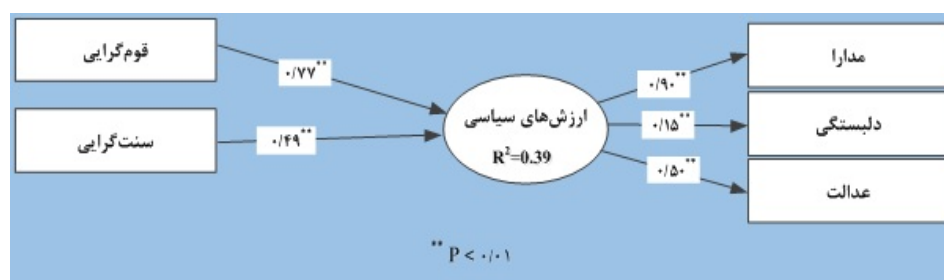 قوم‌گرایی
۰/۷۷**
سنت‌گرایی
۰/۴۹**
ارزش‌های سیاسی
R²=0.39
۰/۹۰**
مدارا
۰/۱۵**
دلبستگی
۰/۵۰**
عدالت
** P < ۰/۰۱